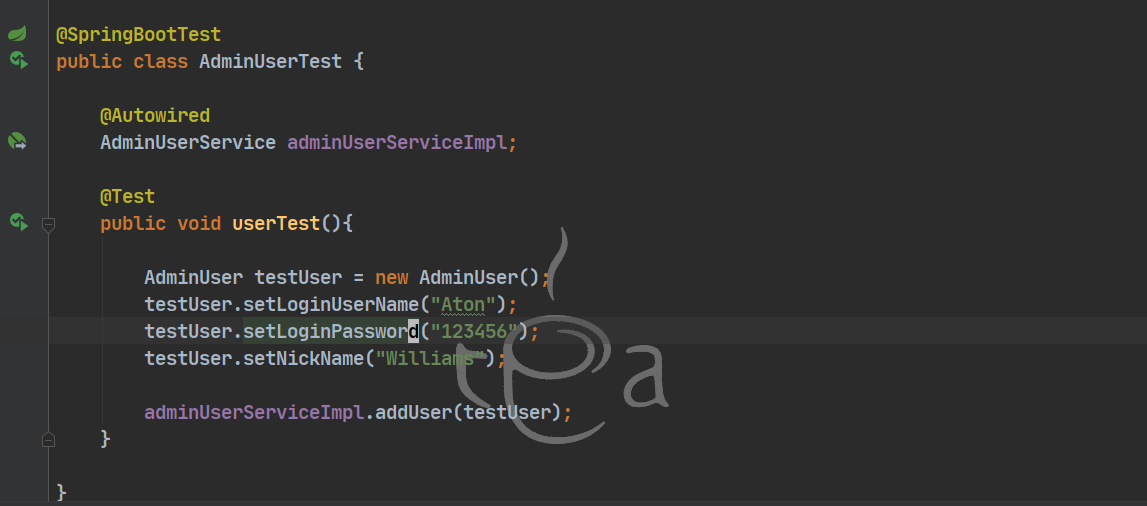 @SpringBootTest
public class AdminUserTest {
@Autowired
AdminUserService adminUserServiceImpl;
@Test
public void userTest(){
AdminUser testUser = new AdminUser();
testUser.setLoginUserName("Aton");
testUser.setLoginPassword("123456");
testUser.setNickName("Williams");
adminUserServiceImpl.addUser(testUser);
}
}